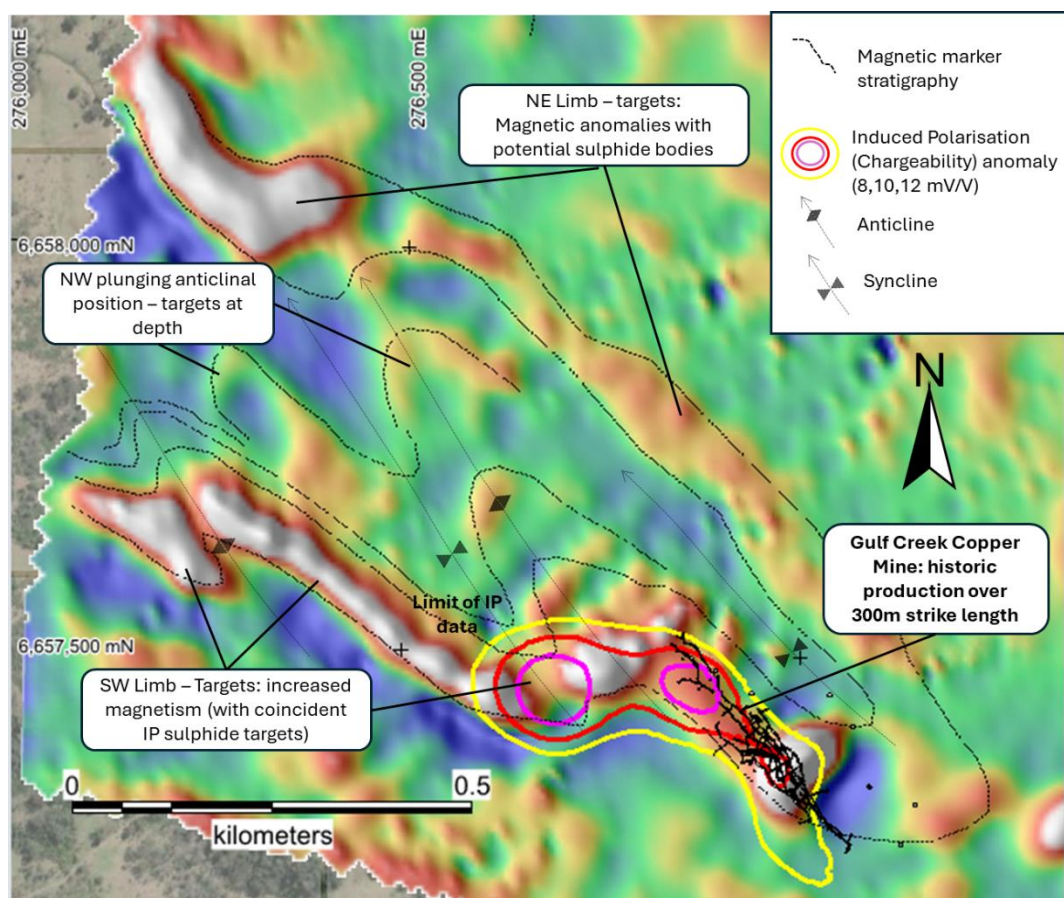 276,000 mE
276,500 mE
NE Limb – targets:
Magnetic anomalies with
potential sulphide bodies
Magnetic marker
stratigraphy
Induced Polarisation
(Chargeability) anomaly
(8,10,12 mV/V)
Anticline
Syncline
6,658,000 mN
NW plunging anticlinal
position – targets at
depth
N
Gulf Creek Copper
Mine: historic
production over
300m strike length
Limit of IP
data
6,657,500 mN
SW Limb – Targets: increased
magnetism (with coincident
IP sulphide targets)
0
0.5
kilometers